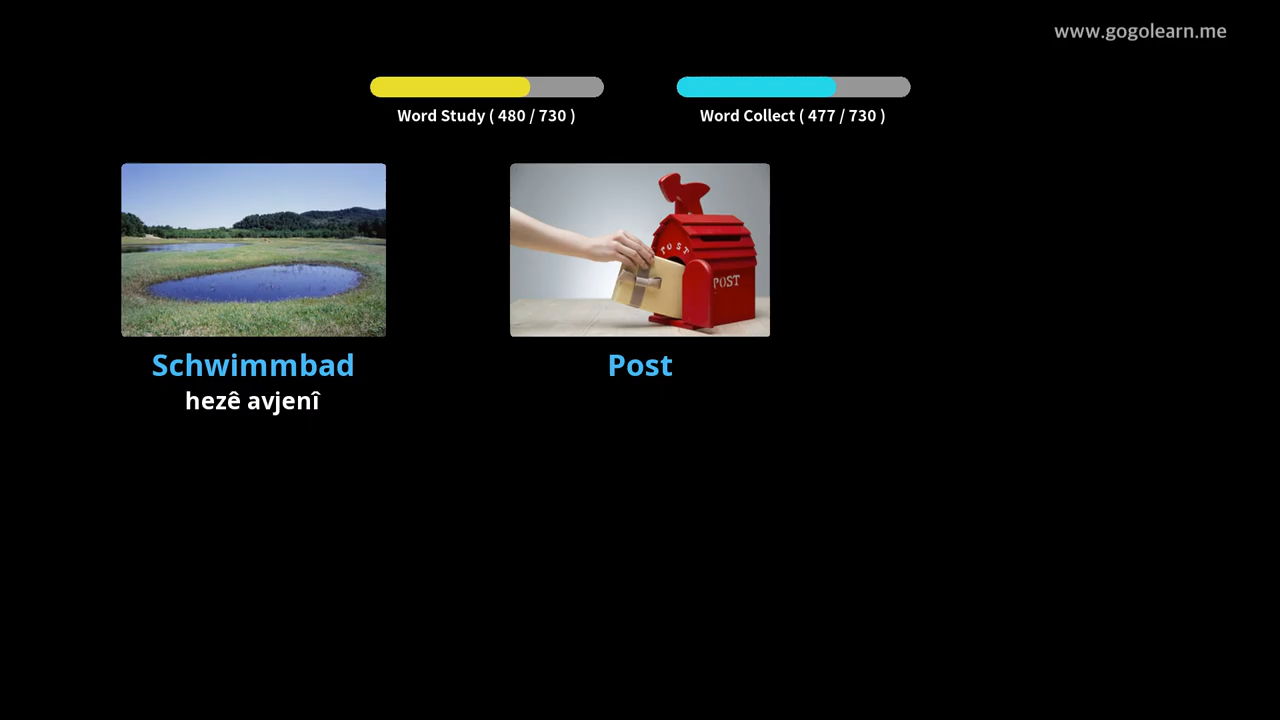 www.gogolearn.me
Word Study ( 480 / 730 )
Word Collect ( 477 / 730 )
POST
POST
Schwimmbad
hezê avjenî
Post